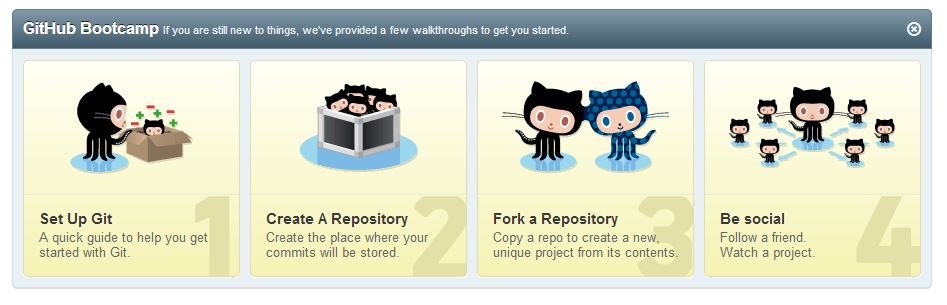 GitHub Bootcamp If you are still new to things, we've provided a few walkthroughs to get you started.
Set Up Git
A quick guide to help you get
started with Git.
1
Create A Repository
Create the place where your
commits will be stored.
2
Fork a Repository
Copy a repo to create a new,
unique project from its contents.
3
Be social
Follow a friend.
Watch a project.
4